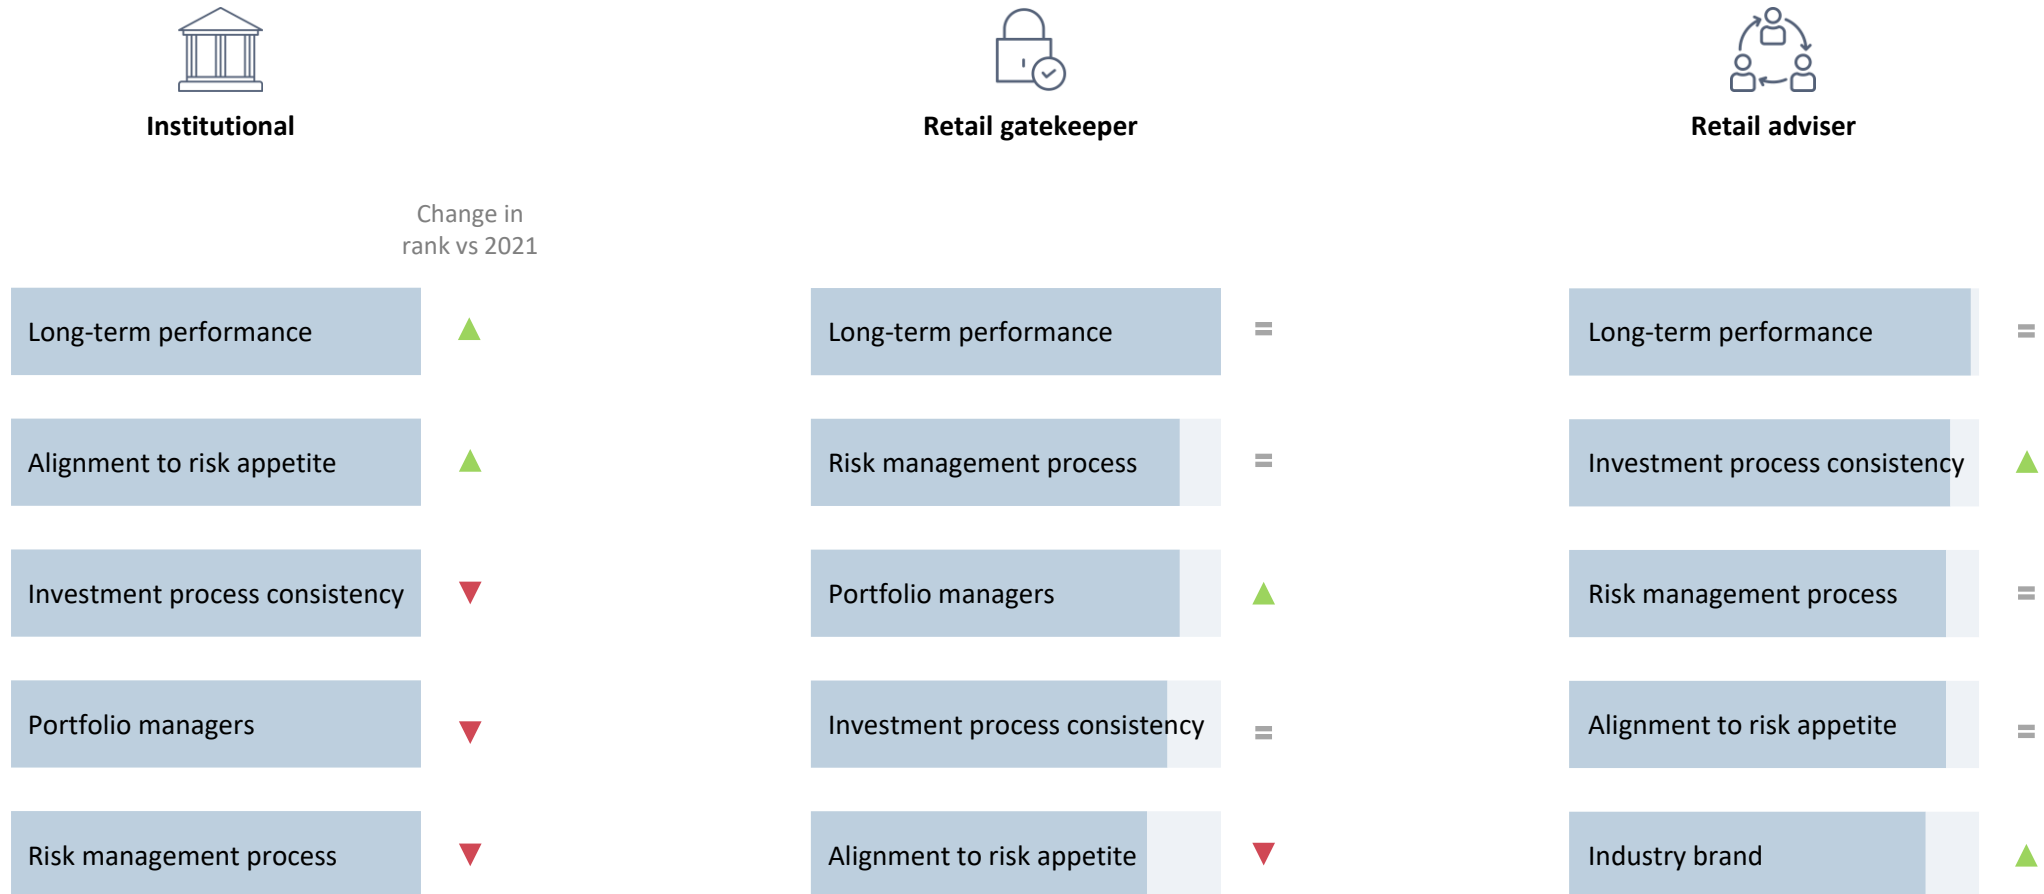 Institutional
Retail gatekeeper
Retail adviser
Change in
rank vs 2021
Long-term performance
Long-term performance
=
Long-term performance
=
Alignment to risk appetite
Risk management process
=
Investment process consistency
Investment process consistency
Portfolio managers
Risk management process
=
Portfolio managers
Investment process consistency
=
Alignment to risk appetite
=
Risk management process
Alignment to risk appetite
Industry brand